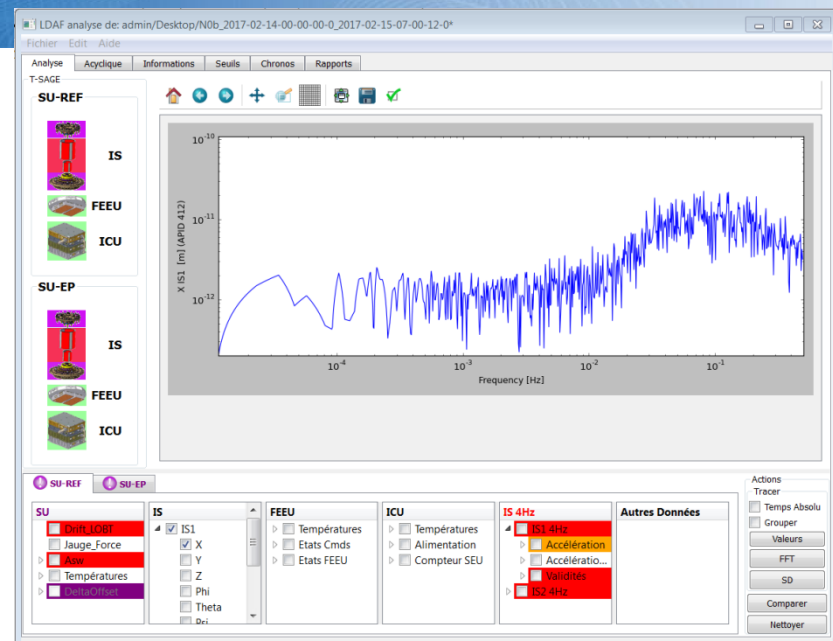 LDAF analyse de: admin/Desktop/N0b_2017-02-14-00-00-00-0_2017-02-15-07-00-12-0*
Fichier Edit Aide
Analyse Acyclique Informations Seuils Chronos Rapports
T-SAGE
SU-REF
IS
FEEU
ICU
SU-EP
IS
FEEU
ICU
10^-10
10^-11
10^-12
X IS1 [m] (APID 412)
10^-4 10^-3 10^-2 10^-1
Frequency [Hz]
SU-REF SU-EP
SU
Drift_LOBT
Jauge_Force
Asw
Températures
DeltaOffset
IS
IS1
X
Y
Z
Phi
Theta
Psi
FEEU
Températures
Etats Cmds
Etats FEEU
ICU
Températures
Alimentation
Compteur SEU
IS 4Hz
IS1 4Hz
Accélération
Accélératio...
Validités
IS2 4Hz
Autres Données
Actions
Tracer
Temps Absolu
Grouper
Valeurs
FFT
SD
Comparer
Nettoyer